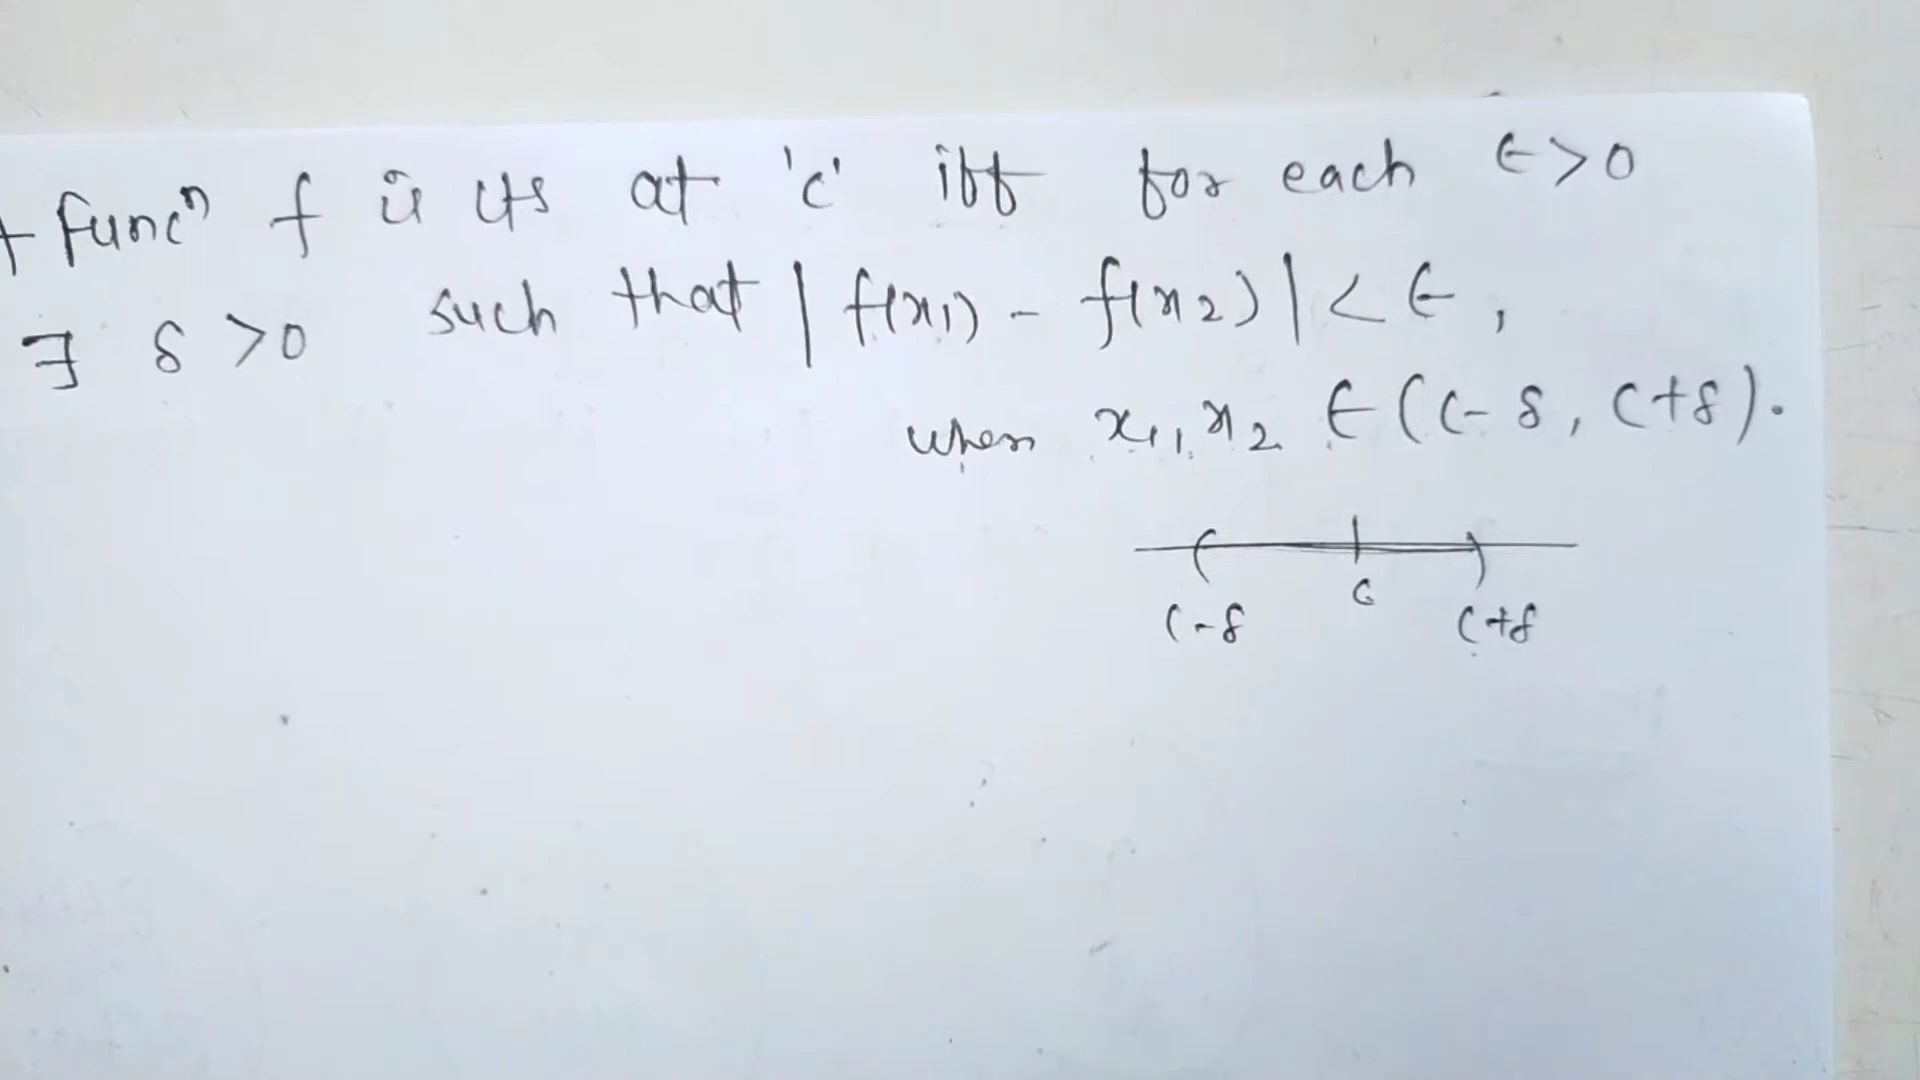 A funcⁿ f is cts at 'c' iff for each ϵ>0
∃ δ >0 such that | f(x₁) - f(x₂) | < ϵ,
when x₁, x₂ ∈ (c-δ, c+δ).
c
c-δ c+δ